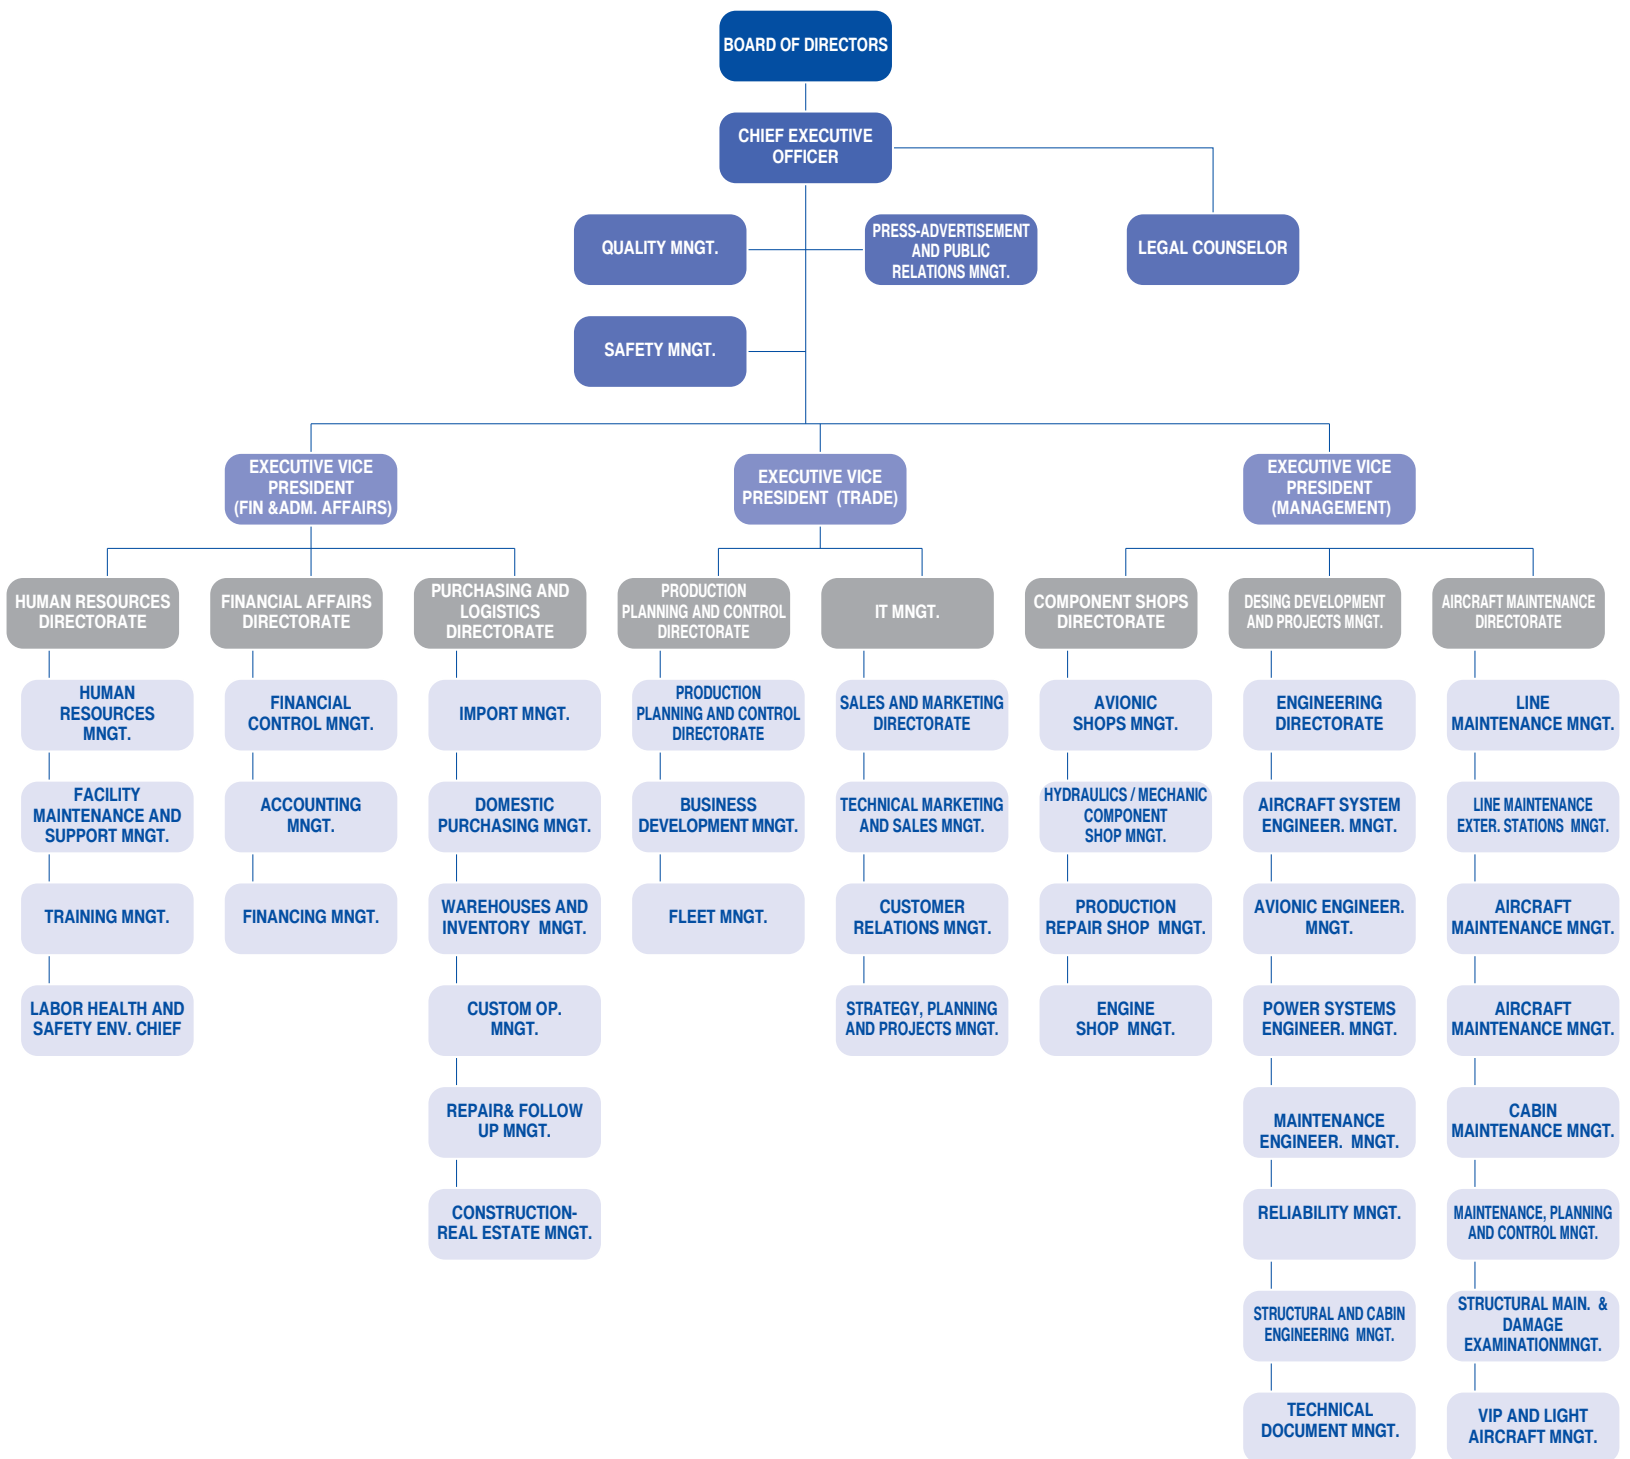 BOARD OF DIRECTORS
CHIEF EXECUTIVE
OFFICER
QUALITY MNGT.
PRESS-ADVERTISEMENT
AND PUBLIC
RELATIONS MNGT.
LEGAL COUNSELOR
SAFETY MNGT.
EXECUTIVE VICE
PRESIDENT
(FIN &ADM. AFFAIRS)
EXECUTIVE VICE
PRESIDENT (TRADE)
EXECUTIVE VICE
PRESIDENT
(MANAGEMENT)
HUMAN RESOURCES
DIRECTORATE
FINANCIAL AFFAIRS
DIRECTORATE
PURCHASING AND
LOGISTICS
DIRECTORATE
PRODUCTION
PLANNING AND CONTROL
DIRECTORATE
IT MNGT.
COMPONENT SHOPS
DIRECTORATE
DESING DEVELOPMENT
AND PROJECTS MNGT.
AIRCRAFT MAINTENANCE
DIRECTORATE
HUMAN
RESOURCES
MNGT.
FINANCIAL
CONTROL MNGT.
IMPORT MNGT.
PRODUCTION
PLANNING AND CONTROL
DIRECTORATE
SALES AND MARKETING
DIRECTORATE
AVIONIC
SHOPS MNGT.
ENGINEERING
DIRECTORATE
LINE
MAINTENANCE MNGT.
FACILITY
MAINTENANCE AND
SUPPORT MNGT.
ACCOUNTING
MNGT.
DOMESTIC
PURCHASING MNGT.
BUSINESS
DEVELOPMENT MNGT.
TECHNICAL MARKETING
AND SALES MNGT.
HYDRAULICS / MECHANIC
COMPONENT
SHOP MNGT.
AIRCRAFT SYSTEM
ENGINEER. MNGT.
LINE MAINTENANCE
EXTER. STATIONS MNGT.
TRAINING MNGT.
FINANCING MNGT.
WAREHOUSES AND
INVENTORY MNGT.
FLEET MNGT.
CUSTOMER
RELATIONS MNGT.
PRODUCTION
REPAIR SHOP MNGT.
AVIONIC ENGINEER.
MNGT.
AIRCRAFT
MAINTENANCE MNGT.
LABOR HEALTH AND
SAFETY ENV. CHIEF
CUSTOM OP.
MNGT.
STRATEGY, PLANNING
AND PROJECTS MNGT.
ENGINE
SHOP MNGT.
POWER SYSTEMS
ENGINEER. MNGT.
AIRCRAFT
MAINTENANCE MNGT.
REPAIR& FOLLOW
UP MNGT.
MAINTENANCE
ENGINEER. MNGT.
CABIN
MAINTENANCE MNGT.
CONSTRUCTION-
REAL ESTATE MNGT.
RELIABILITY MNGT.
MAINTENANCE, PLANNING
AND CONTROL MNGT.
STRUCTURAL AND CABIN
ENGINEERING MNGT.
STRUCTURAL MAIN. &
DAMAGE
EXAMINATIONMNGT.
TECHNICAL
DOCUMENT MNGT.
VIP AND LIGHT
AIRCRAFT MNGT.